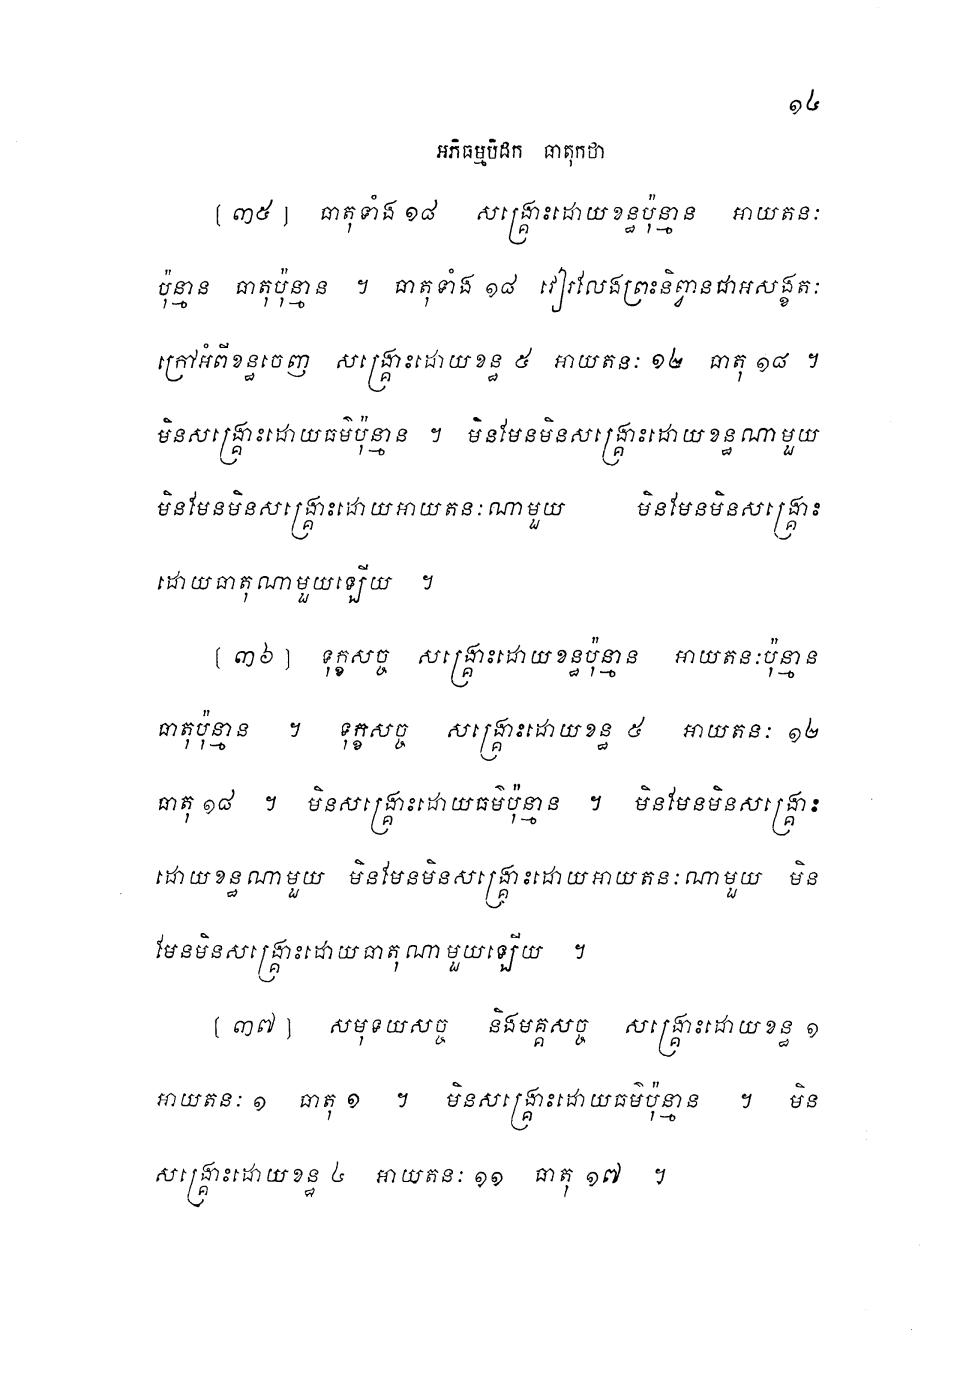 ១៤
អភិធម្មបិដក ធាតុកថា
[ ៣៥ ] ធាតុទាំង ១៨ សង្គ្រោះដោយខន្ធប៉ុន្មាន អាយតនៈ
ប៉ុន្មាន ធាតុប៉ុន្មាន ។ ធាតុទាំង ១៨ វៀរលែងព្រះនិព្វានជាអសង្ខតៈ
ក្រៅអំពីខន្ធចេញ សង្គ្រោះដោយខន្ធ ៥ អាយតនៈ ១២ ធាតុ ១៨ ។
មិនសង្គ្រោះដោយធម៌ប៉ុន្មាន ។ មិនមែនមិនសង្គ្រោះដោយខន្ធណាមួយ
មិនមែនមិនសង្គ្រោះដោយអាយតនៈណាមួយ មិនមែនមិនសង្គ្រោះ
ដោយធាតុណាមួយឡើយ ។
[ ៣៦ ] ទុក្ខសច្ច សង្គ្រោះដោយខន្ធប៉ុន្មាន អាយតនៈប៉ុន្មាន
ធាតុប៉ុន្មាន ។ ទុក្ខសច្ច សង្គ្រោះដោយខន្ធ ៥ អាយតនៈ ១២
ធាតុ ១៨ ។ មិនសង្គ្រោះដោយធម៌ប៉ុន្មាន ។ មិនមែនមិនសង្គ្រោះ
ដោយខន្ធណាមួយ មិនមែនមិនសង្គ្រោះដោយអាយតនៈណាមួយ មិន
មែនមិនសង្គ្រោះដោយធាតុណាមួយឡើយ ។
[ ៣៧ ] សមុទយសច្ច និងមគ្គសច្ច សង្គ្រោះដោយខន្ធ ១
អាយតនៈ ១ ធាតុ ១ ។ មិនសង្គ្រោះដោយធម៌ប៉ុន្មាន ។ មិន
សង្គ្រោះដោយខន្ធ ៤ អាយតនៈ ១១ ធាតុ ១៧ ។